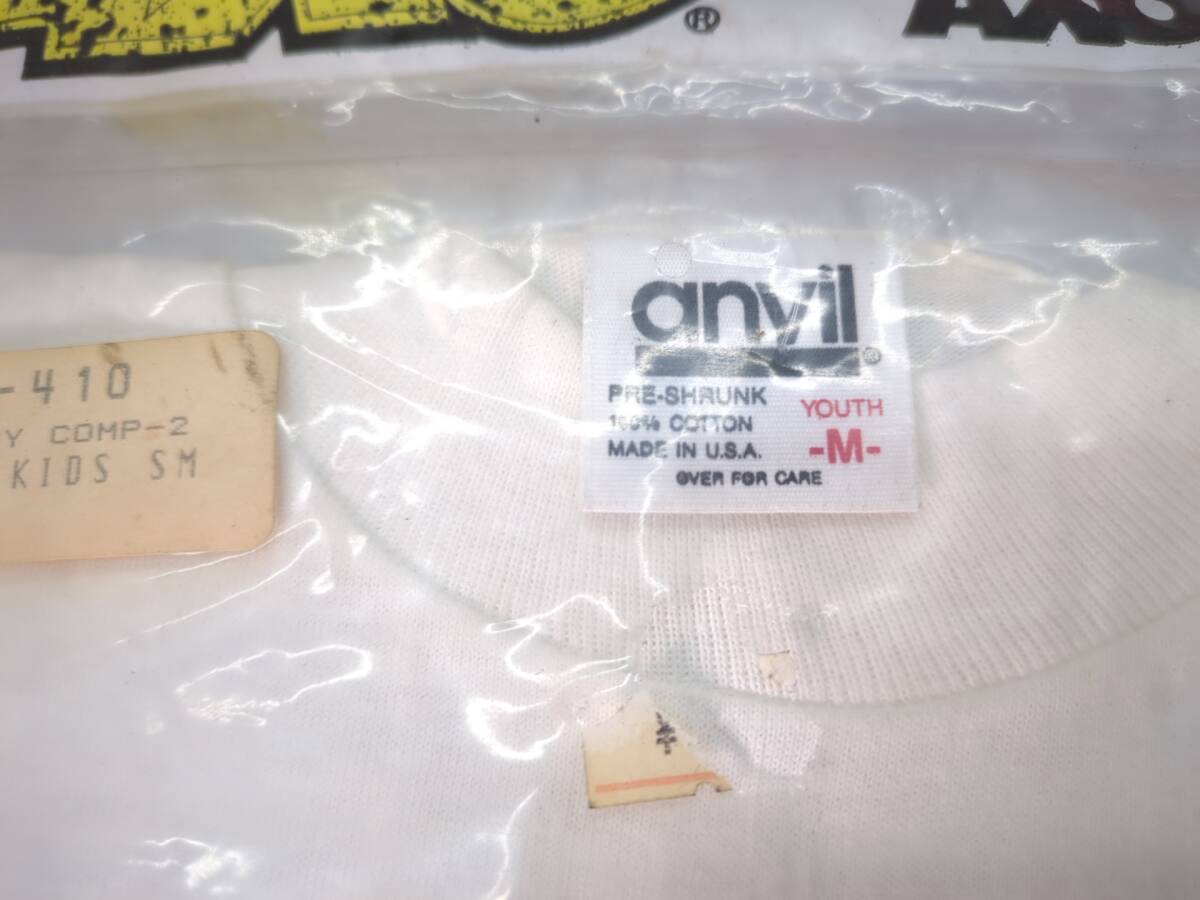 ®
-410
Y COMP-2
KIDS SM
anvil®
PRE-SHRUNK
100% COTTON
MADE IN U.S.A.
YOUTH
-M-
OVER FOR CARE